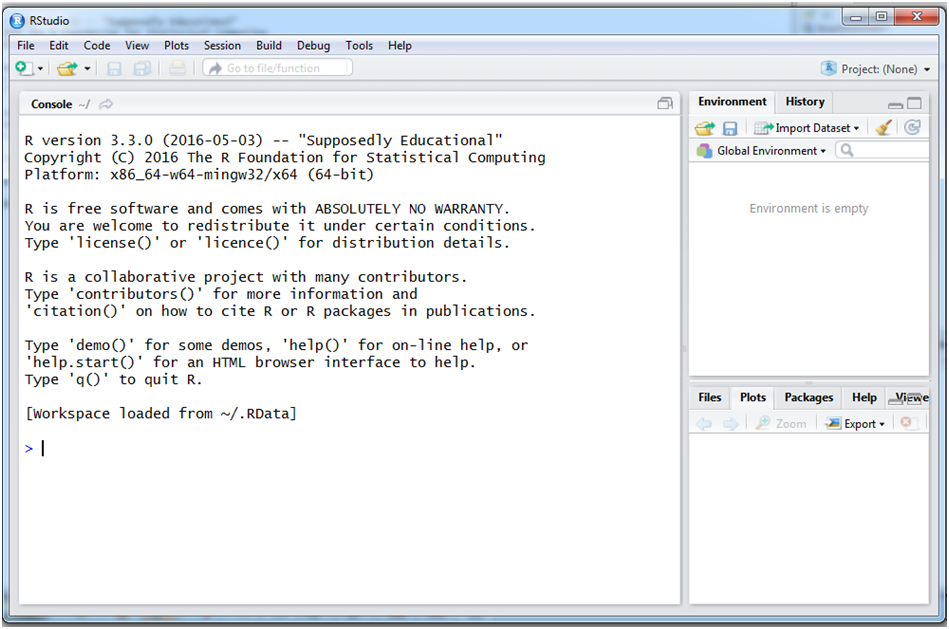 RStudio
File Edit Code View Plots Session Build Debug Tools Help
Go to file/function
Project: (None)
Console ~/
R version 3.3.0 (2016-05-03) -- "Supposedly Educational"
Copyright (C) 2016 The R Foundation for Statistical Computing
Platform: x86_64-w64-mingw32/x64 (64-bit)
R is free software and comes with ABSOLUTELY NO WARRANTY.
You are welcome to redistribute it under certain conditions.
Type 'license()' or 'licence()' for distribution details.
R is a collaborative project with many contributors.
Type 'contributors()' for more information and
'citation()' on how to cite R or R packages in publications.
Type 'demo()' for some demos, 'help()' for on-line help, or
'help.start()' for an HTML browser interface to help.
Type 'q()' to quit R.
[Workspace loaded from ~/.RData]
>
Environment History
Import Dataset
Global Environment
Environment is empty
Files Plots Packages Help Viewe
Zoom Export